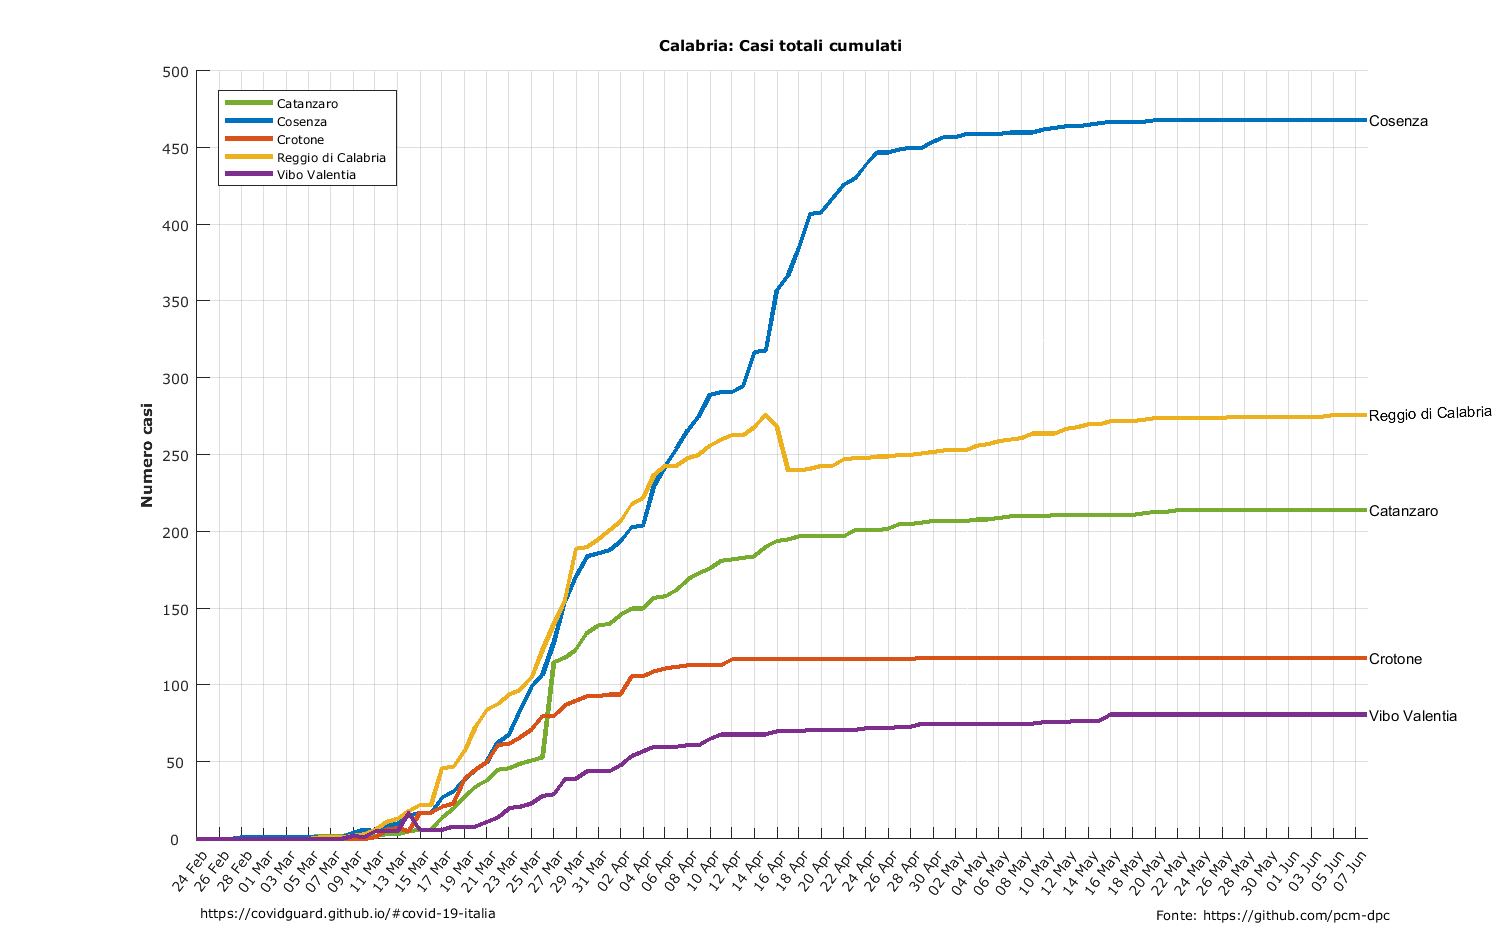 Calabria: Casi totali cumulati
500
450
400
350
300
250
200
150
100
50
0
Numero casi
Catanzaro
Cosenza
Crotone
Reggio di Calabria
Vibo Valentia
Cosenza
Reggio di Calabria
Catanzaro
Crotone
Vibo Valentia
24 Feb
26 Feb
28 Feb
01 Mar
03 Mar
05 Mar
07 Mar
09 Mar
11 Mar
13 Mar
15 Mar
17 Mar
19 Mar
21 Mar
23 Mar
25 Mar
27 Mar
29 Mar
31 Mar
02 Apr
04 Apr
06 Apr
08 Apr
10 Apr
12 Apr
14 Apr
16 Apr
18 Apr
20 Apr
22 Apr
24 Apr
26 Apr
28 Apr
30 Apr
02 May
04 May
06 May
08 May
10 May
12 May
14 May
16 May
18 May
20 May
22 May
24 May
26 May
28 May
30 May
01 Jun
03 Jun
05 Jun
07 Jun
https://covidguard.github.io/#covid-19-italia
Fonte: https://github.com/pcm-dpc